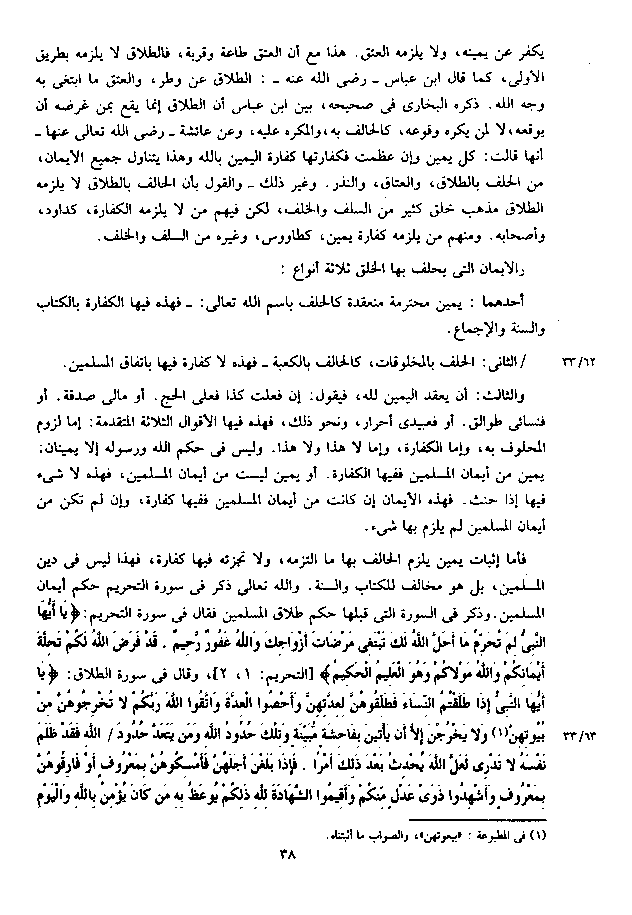 يكفر عن يمينه، ولا يلزمه العتق. هذا مع أن العتق طاعة وقربة، فالطلاق لا يلزمه بطريق
الأولى، كما قال ابن عباس ـ رضى الله عنه ـ : الطلاق عن وطر، والعتق ما ابتغى به
وجه الله. ذكره البخارى فى صحيحه، بين ابن عباس أن الطلاق إنما يقع بمن غرضه أن
يوقعه، لا لمن يكره وقوعه، كالحالف به، والمكره عليه، وعن عائشة ـ رضى الله تعالى عنها ـ
أنها قالت: كل يمين وإن عظمت فكفارتها كفارة اليمين بالله وهذا يتناول جميع الأيمان،
من الحلف بالطلاق، والعتاق، والنذر. وغير ذلك ـ والقول بأن الحالف بالطلاق لا يلزمه
الطلاق مذهب خلق كثير من السلف والخلف، لكن فيهم من لا يلزمه الكفارة، كداود،
وأصحابه. ومنهم من يلزمه كفارة يمين، كطاووس، وغيره من السلف والخلف.
والأيمان التى يحلف بها الخلق ثلاثة أنواع :
أحدهما : يمين محترمة منعقدة كالحلف باسم الله تعالى: ـ فهذه فيها الكفارة بالكتاب
والسنة والإجماع.
٣٣/٦٢ / الثانى: الحلف بالمخلوقات، كالحالف بالكعبة ـ فهذه لا كفارة فيها باتفاق المسلمين.
والثالث: أن يعقد اليمين لله، فيقول: إن فعلت كذا فعلى الحج. أو مالى صدقة. أو
فنسائى طوالق. أو فعبيدى أحرار، ونحو ذلك، فهذه فيها الأقوال الثلاثة المتقدمة: إما لزوم
المحلوف به، وإما الكفارة، وإما لا هذا ولا هذا. وليس فى حكم الله ورسوله إلا يمينان:
يمين من أيمان المسلمين ففيها الكفارة. أو يمين ليست من أيمان المسلمين، فهذه لا شىء
فيها إذا حنث. فهذه الأيمان إن كانت من أيمان المسلمين ففيها كفارة، وإن لم تكن من
أيمان المسلمين لم يلزم بها شىء.
فأما إثبات يمين يلزم الحالف بها ما التزمه، ولا تجزئه فيها كفارة، فهذا ليس فى دين
المسلمين، بل هو مخالف للكتاب والسنة. والله تعالى ذكر فى سورة التحريم حكم أيمان
المسلمين. وذكر فى السورة التى قبلها حكم طلاق المسلمين فقال فى سورة التحريم: ﴿يَا أَيُّهَا
النَّبِيُّ لِمَ تُحَرِّمُ مَا أَحَلَّ اللَّهُ لَكَ تَبْتَغِي مَرْضَاتَ أَزْوَاجِكَ وَاللَّهُ غَفُورٌ رَّحِيمٌ . قَدْ فَرَضَ اللَّهُ لَكُمْ تَحِلَّةَ
أَيْمَانِكُمْ وَاللَّهُ مَوْلَاكُمْ وَهُوَ الْعَلِيمُ الْحَكِيمُ﴾ [التحريم: ١، ٢]، وقال فى سورة الطلاق: ﴿يَا
أَيُّهَا النَّبِيُّ إِذَا طَلَّقْتُمُ النِّسَاءَ فَطَلِّقُوهُنَّ لِعِدَّتِهِنَّ وَأَحْصُوا الْعِدَّةَ وَاتَّقُوا اللَّهَ رَبَّكُمْ لَا تُخْرِجُوهُنَّ مِنْ
٣٣/٦٣ بُيُوتِهِنَّ(١) وَلَا يَخْرُجْنَ إِلَّا أَن يَأْتِينَ بِفَاحِشَةٍ مُّبَيِّنَةٍ وَتِلْكَ حُدُودُ اللَّهِ وَمَن يَتَعَدَّ حُدُودَ / اللَّهِ فَقَدْ ظَلَمَ
نَفْسَهُ لَا تَدْرِي لَعَلَّ اللَّهَ يُحْدِثُ بَعْدَ ذَلِكَ أَمْرًا . فَإِذَا بَلَغْنَ أَجَلَهُنَّ فَأَمْسِكُوهُنَّ بِمَعْرُوفٍ أَوْ فَارِقُوهُنَّ
بِمَعْرُوفٍ وَأَشْهِدُوا ذَوَيْ عَدْلٍ مِّنكُمْ وَأَقِيمُوا الشَّهَادَةَ لِلَّهِ ذَلِكُمْ يُوعَظُ بِهِ مَن كَانَ يُؤْمِنُ بِاللَّهِ وَالْيَوْمِ
(١) فى المطبوعة : «بيعوتهن»، والصواب ما أثبتناه.
٣٨